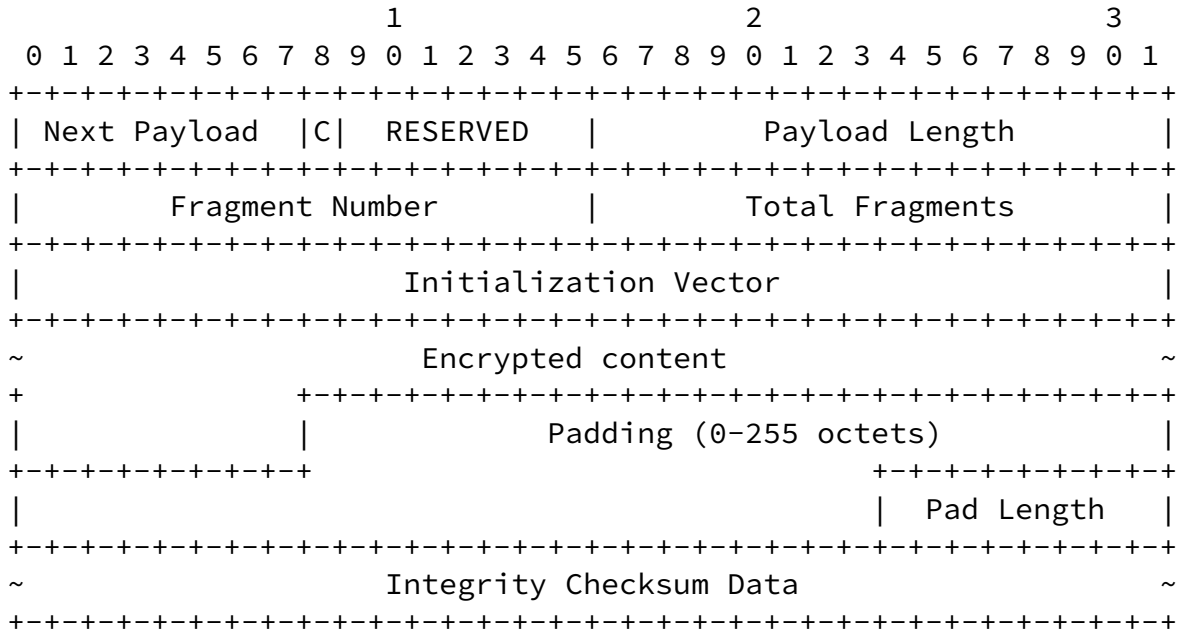 1                   2                   3
 0 1 2 3 4 5 6 7 8 9 0 1 2 3 4 5 6 7 8 9 0 1 2 3 4 5 6 7 8 9 0 1
+-+-+-+-+-+-+-+-+-+-+-+-+-+-+-+-+-+-+-+-+-+-+-+-+-+-+-+-+-+-+-+-+
| Next Payload  |C|  RESERVED   |         Payload Length        |
+-+-+-+-+-+-+-+-+-+-+-+-+-+-+-+-+-+-+-+-+-+-+-+-+-+-+-+-+-+-+-+-+
|        Fragment Number        |        Total Fragments        |
+-+-+-+-+-+-+-+-+-+-+-+-+-+-+-+-+-+-+-+-+-+-+-+-+-+-+-+-+-+-+-+-+
|                     Initialization Vector                     |
+-+-+-+-+-+-+-+-+-+-+-+-+-+-+-+-+-+-+-+-+-+-+-+-+-+-+-+-+-+-+-+-+
~                      Encrypted content                        ~
+               +-+-+-+-+-+-+-+-+-+-+-+-+-+-+-+-+-+-+-+-+-+-+-+-+
|               |             Padding (0-255 octets)            |
+-+-+-+-+-+-+-+-+                               +-+-+-+-+-+-+-+-+
|                                               |  Pad Length   |
+-+-+-+-+-+-+-+-+-+-+-+-+-+-+-+-+-+-+-+-+-+-+-+-+-+-+-+-+-+-+-+-+
~                    Integrity Checksum Data                    ~
+-+-+-+-+-+-+-+-+-+-+-+-+-+-+-+-+-+-+-+-+-+-+-+-+-+-+-+-+-+-+-+-+